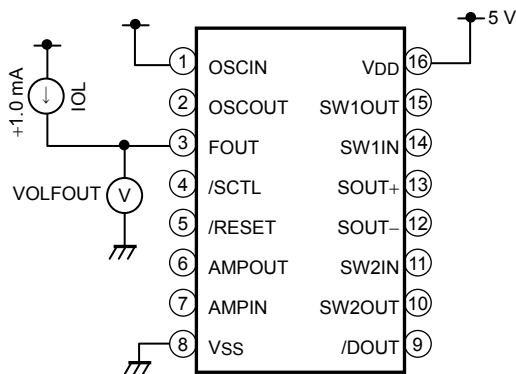 5 V
+1.0 mA
IOL
VOLFOUT
V
1 OSCIN
2 OSCOUT
3 FOUT
4 /SCTL
5 /RESET
6 AMPOUT
7 AMPIN
8 VSS
VDD 16
SW1OUT 15
SW1IN 14
SOUT+ 13
SOUT− 12
SW2IN 11
SW2OUT 10
/DOUT 9